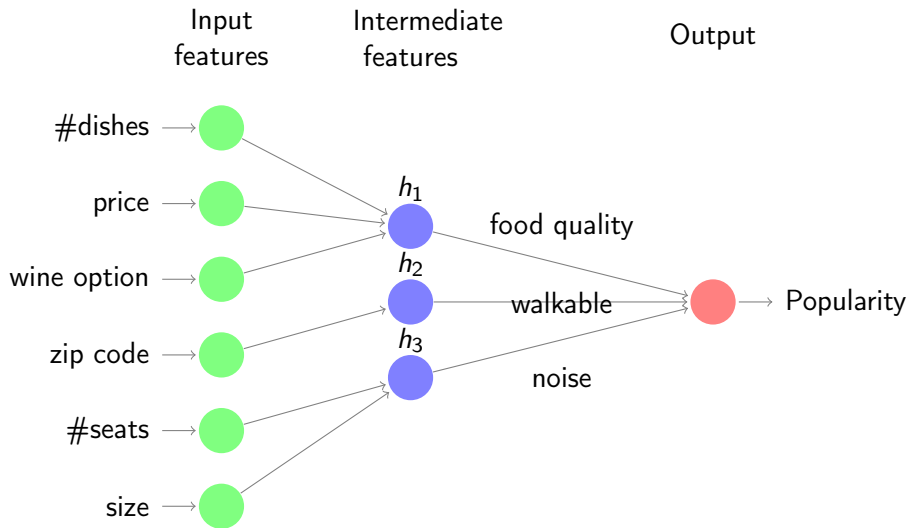 Input
features
Intermediate
features
Output
#dishes
price
wine option
zip code
#seats
size
h1
h2
h3
food quality
walkable
noise
Popularity